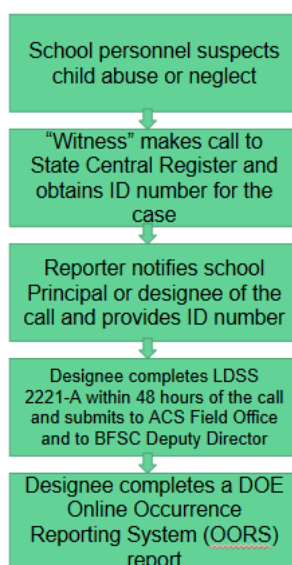 School personnel suspects
child abuse or neglect
“Witness” makes call to
State Central Register and
obtains ID number for the
case
Reporter notifies school
Principal or designee of the
call and provides ID number
Designee completes LDSS
2221-A within 48 hours of the call
and submits to ACS Field Office
and to BFSC Deputy Director
Designee completes a DOE
Online Occurrence
Reporting System (OORS)
report